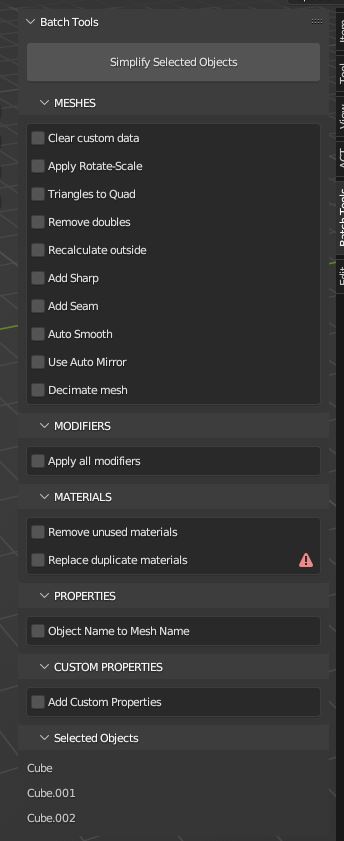 Batch Tools
Simplify Selected Objects
MESHES
Clear custom data
Apply Rotate-Scale
Triangles to Quad
Remove doubles
Recalculate outside
Add Sharp
Add Seam
Auto Smooth
Use Auto Mirror
Decimate mesh
MODIFIERS
Apply all modifiers
MATERIALS
Remove unused materials
Replace duplicate materials
PROPERTIES
Object Name to Mesh Name
CUSTOM PROPERTIES
Add Custom Properties
Selected Objects
Cube
Cube.001
Cube.002
Item
Tool
View
ACT
Batch Tools
Edit